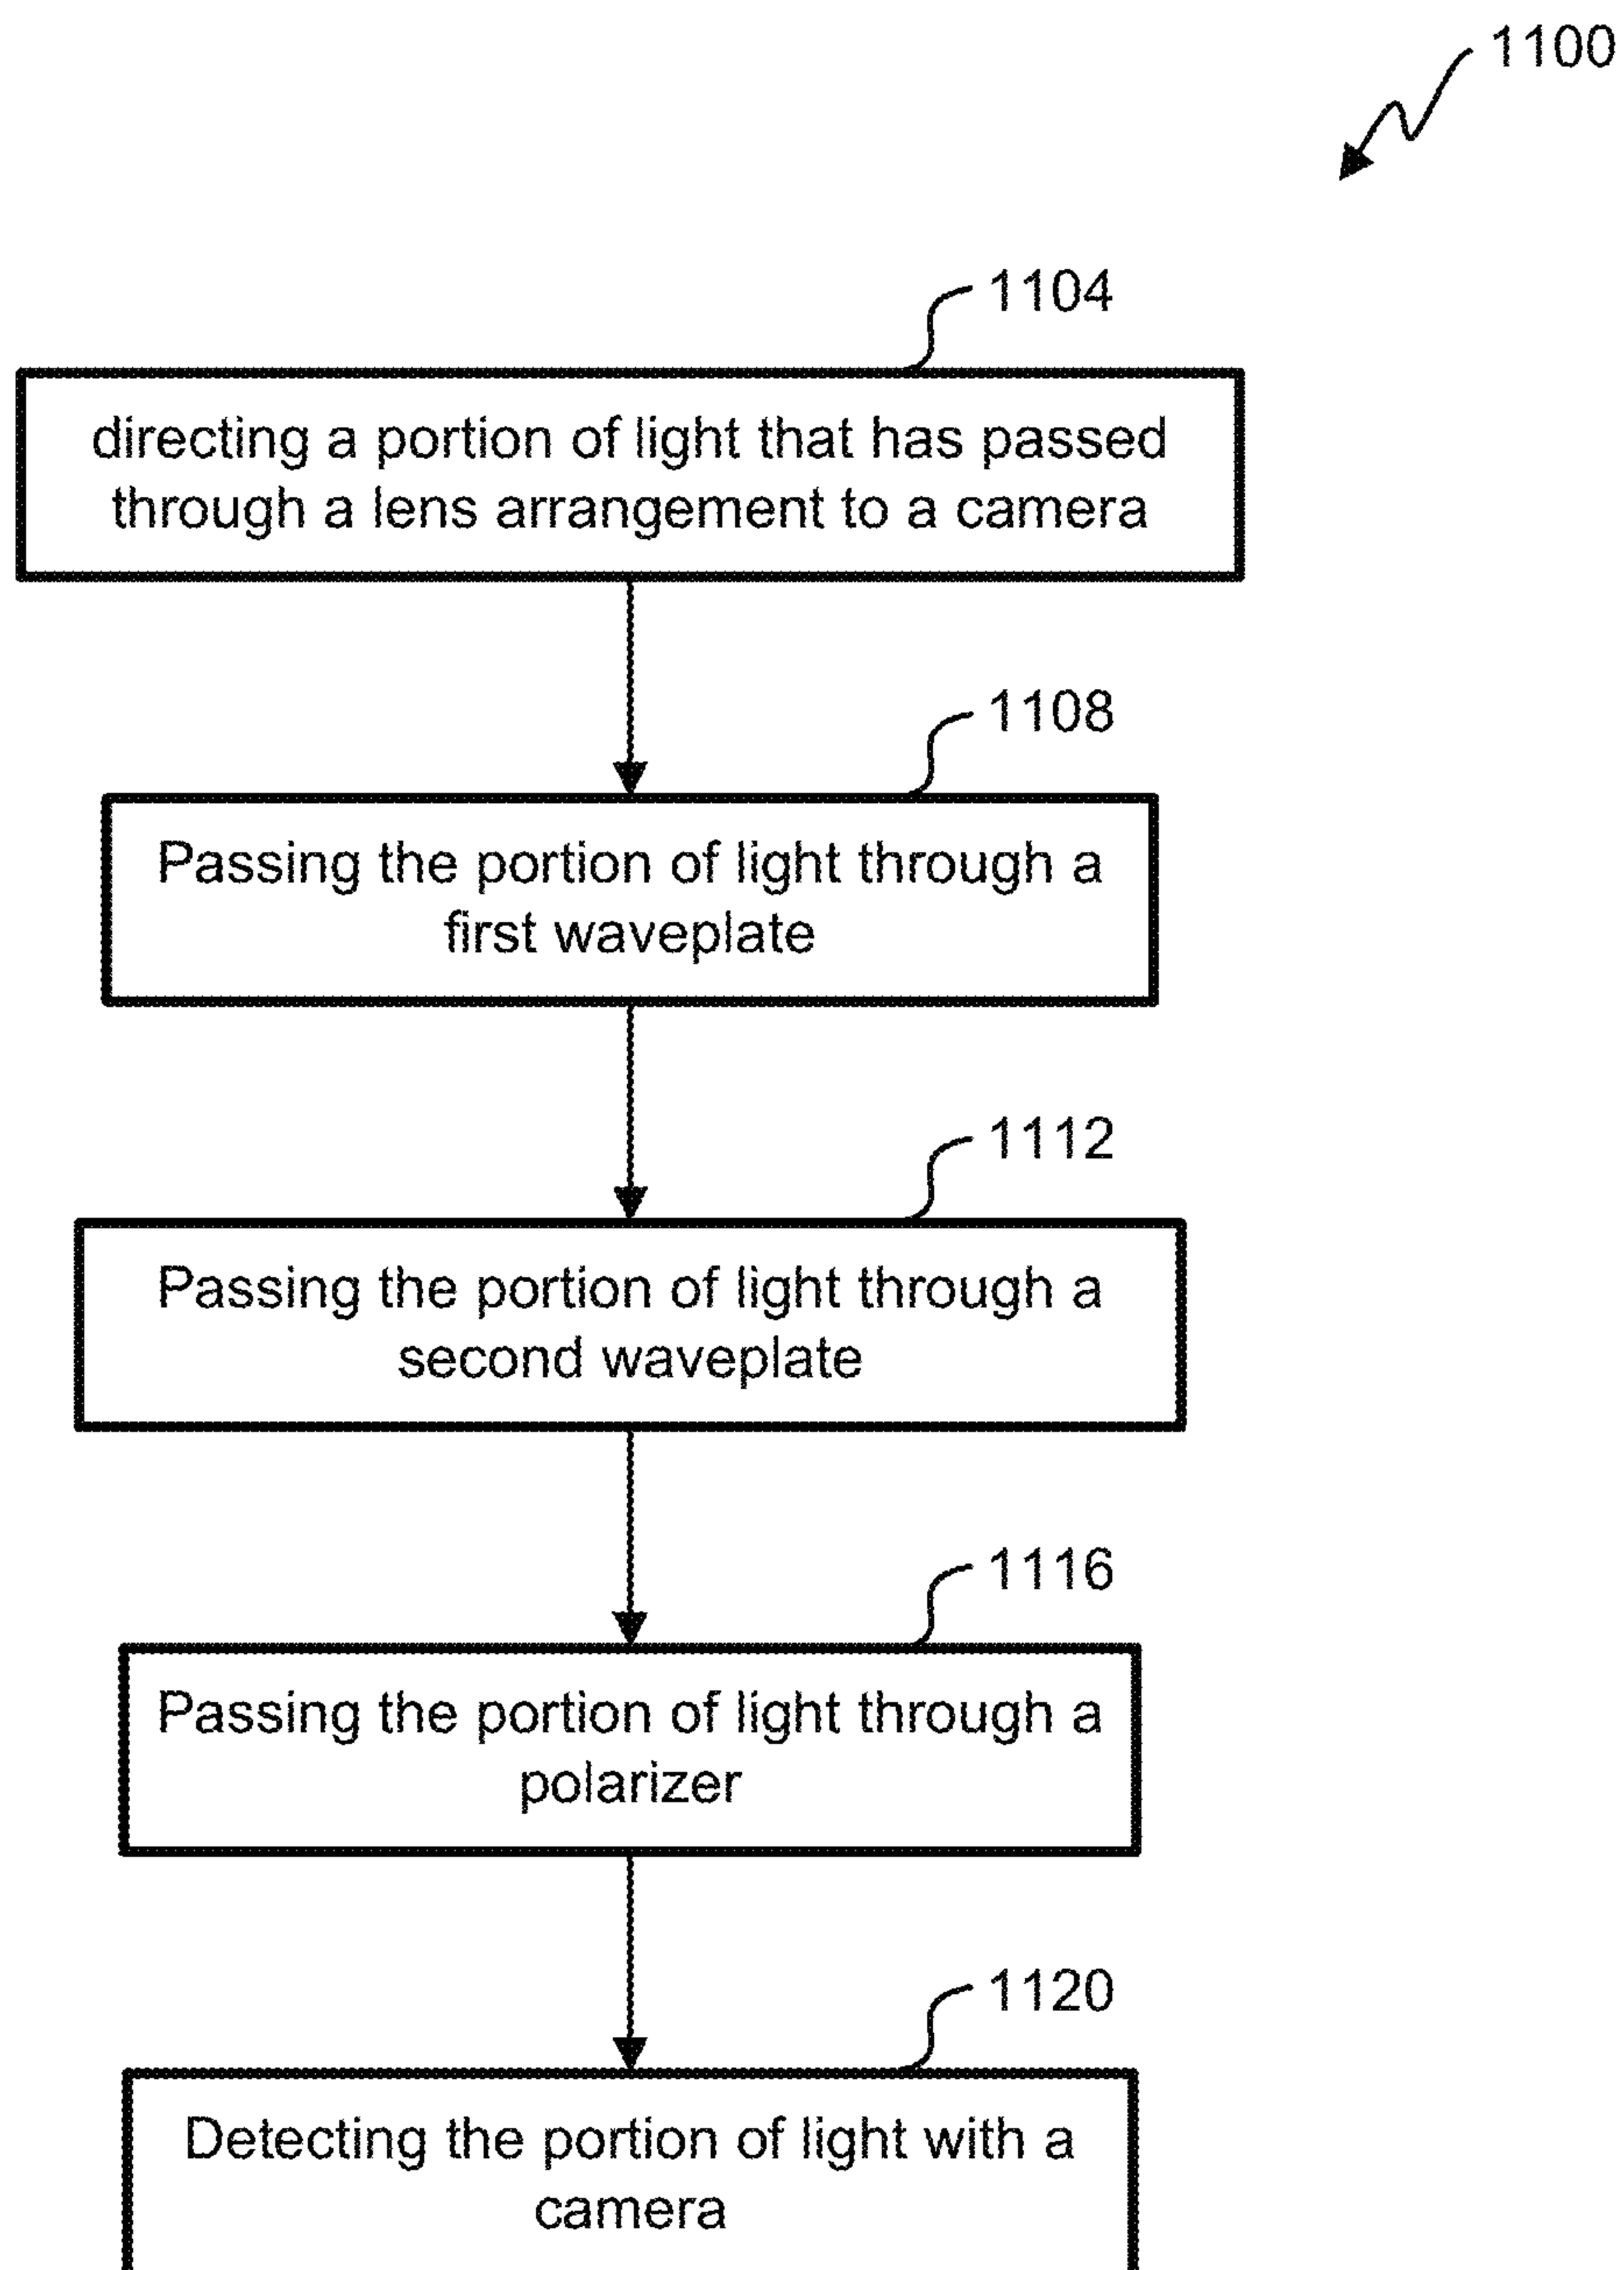 1100
1104
directing a portion of light that has passed
through a lens arrangement to a camera
1108
Passing the portion of light through a
first waveplate
1112
Passing the portion of light through a
second waveplate
1116
Passing the portion of light through a
polarizer
1120
Detecting the portion of light with a
camera